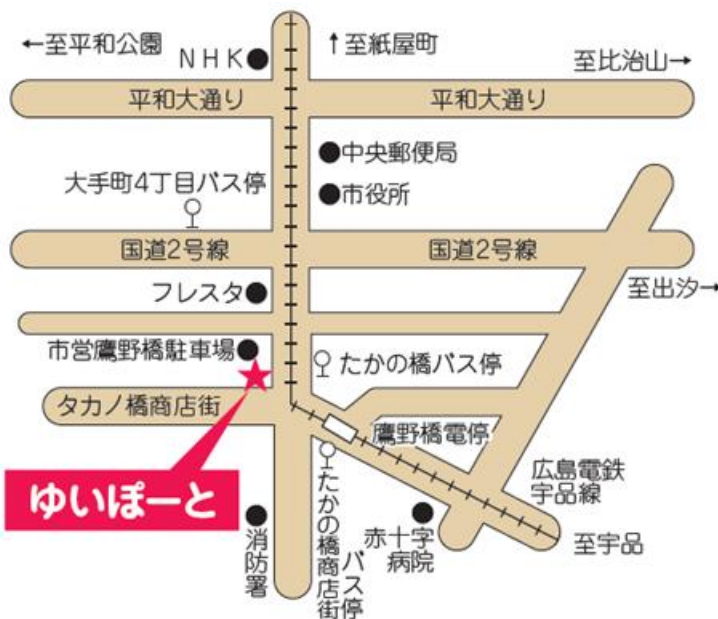 ←至平和公園
↑至紙屋町
NHK●
至比治山→
平和大通り
平和大通り
●中央郵便局
大手町4丁目バス停
●市役所
国道2号線
国道2号線
フレスタ●
至出汐→
市営鷹野橋駐車場●
たかの橋バス停
タカノ橋商店街
鷹野橋電停
ゆいぽーと
広島電鉄
宇品線
たかの橋商店街
バス停
消防署
赤十字
病院
至宇品